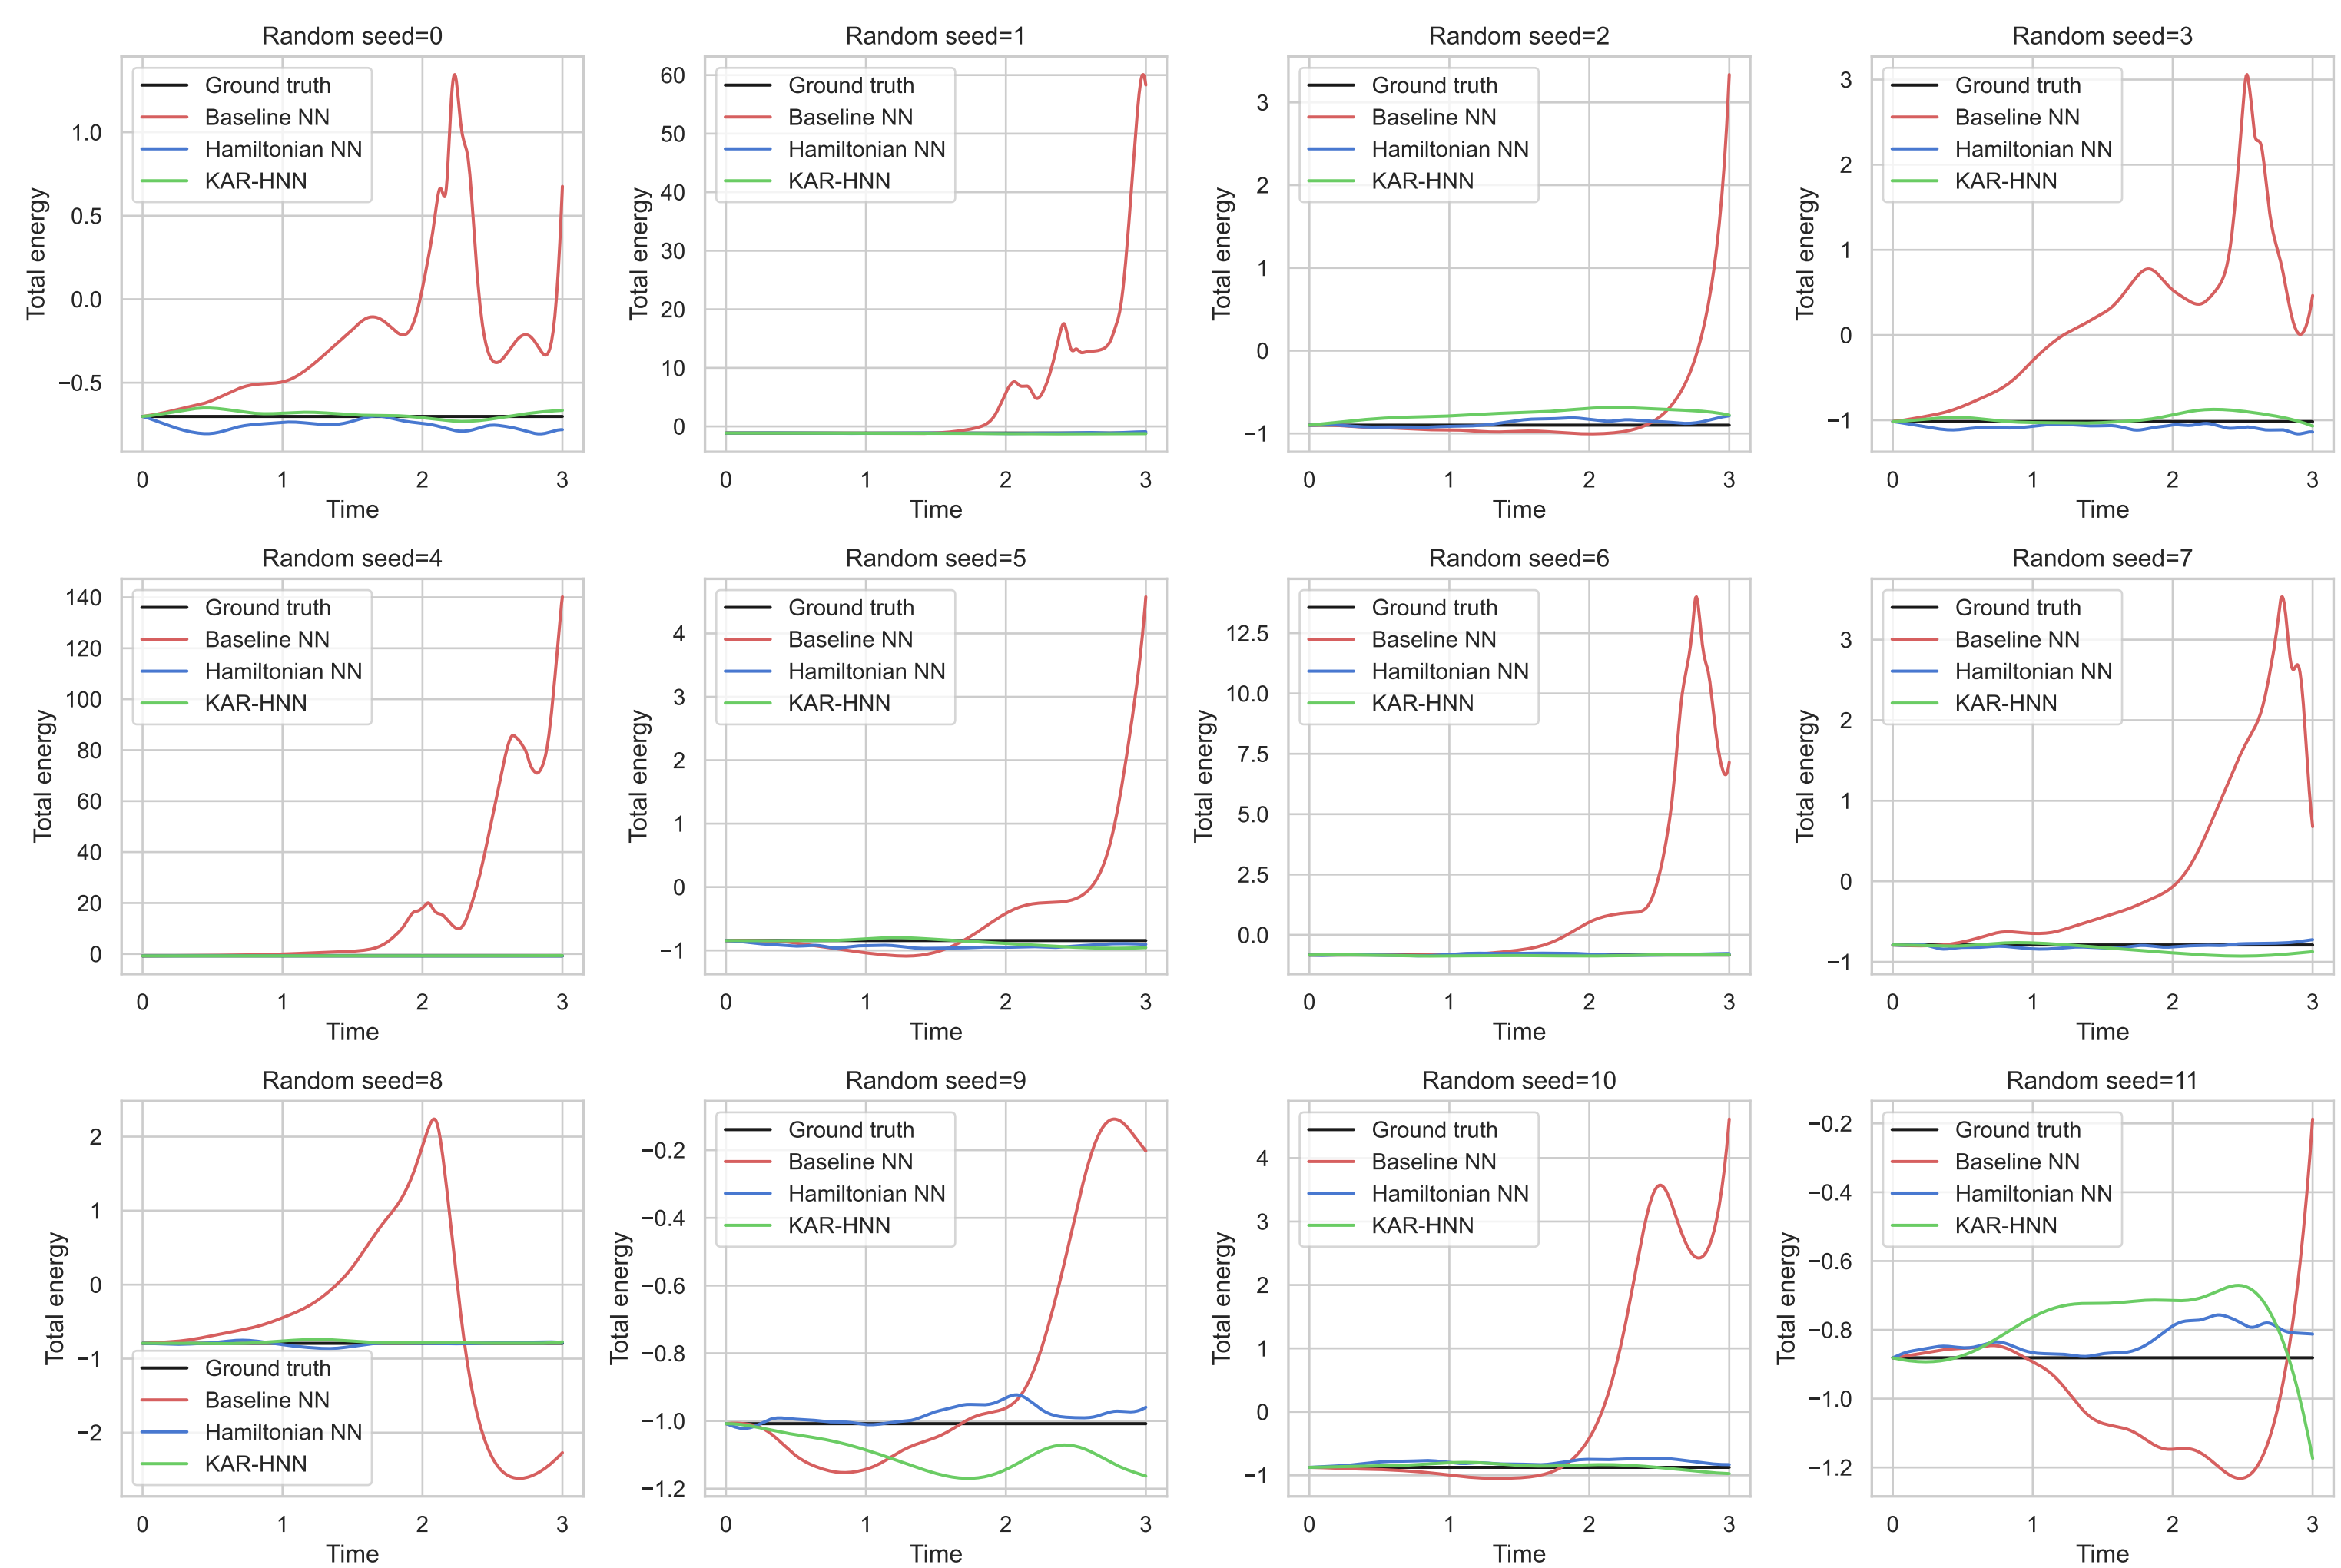 Random seed=0
Ground truth
Baseline NN
Hamiltonian NN
KAR-HNN
1.0
0.5
0.0
−0.5
Total energy
0 1 2 3
Time
Random seed=1
Ground truth
Baseline NN
Hamiltonian NN
KAR-HNN
60
50
40
30
20
10
0
Total energy
0 1 2 3
Time
Random seed=2
Ground truth
Baseline NN
Hamiltonian NN
KAR-HNN
3
2
1
0
−1
Total energy
0 1 2 3
Time
Random seed=3
Ground truth
Baseline NN
Hamiltonian NN
KAR-HNN
3
2
1
0
−1
Total energy
0 1 2 3
Time
Random seed=4
Ground truth
Baseline NN
Hamiltonian NN
KAR-HNN
140
120
100
80
60
40
20
0
Total energy
0 1 2 3
Time
Random seed=5
Ground truth
Baseline NN
Hamiltonian NN
KAR-HNN
4
3
2
1
0
−1
Total energy
0 1 2 3
Time
Random seed=6
Ground truth
Baseline NN
Hamiltonian NN
KAR-HNN
12.5
10.0
7.5
5.0
2.5
0.0
Total energy
0 1 2 3
Time
Random seed=7
Ground truth
Baseline NN
Hamiltonian NN
KAR-HNN
3
2
1
0
−1
Total energy
0 1 2 3
Time
Random seed=8
2
1
0
−1
−2
Total energy
Ground truth
Baseline NN
Hamiltonian NN
KAR-HNN
0 1 2 3
Time
Random seed=9
Ground truth
Baseline NN
Hamiltonian NN
KAR-HNN
−0.2
−0.4
−0.6
−0.8
−1.0
−1.2
Total energy
0 1 2 3
Time
Random seed=10
Ground truth
Baseline NN
Hamiltonian NN
KAR-HNN
4
3
2
1
0
−1
Total energy
0 1 2 3
Time
Random seed=11
Ground truth
Baseline NN
Hamiltonian NN
KAR-HNN
−0.2
−0.4
−0.6
−0.8
−1.0
−1.2
Total energy
0 1 2 3
Time